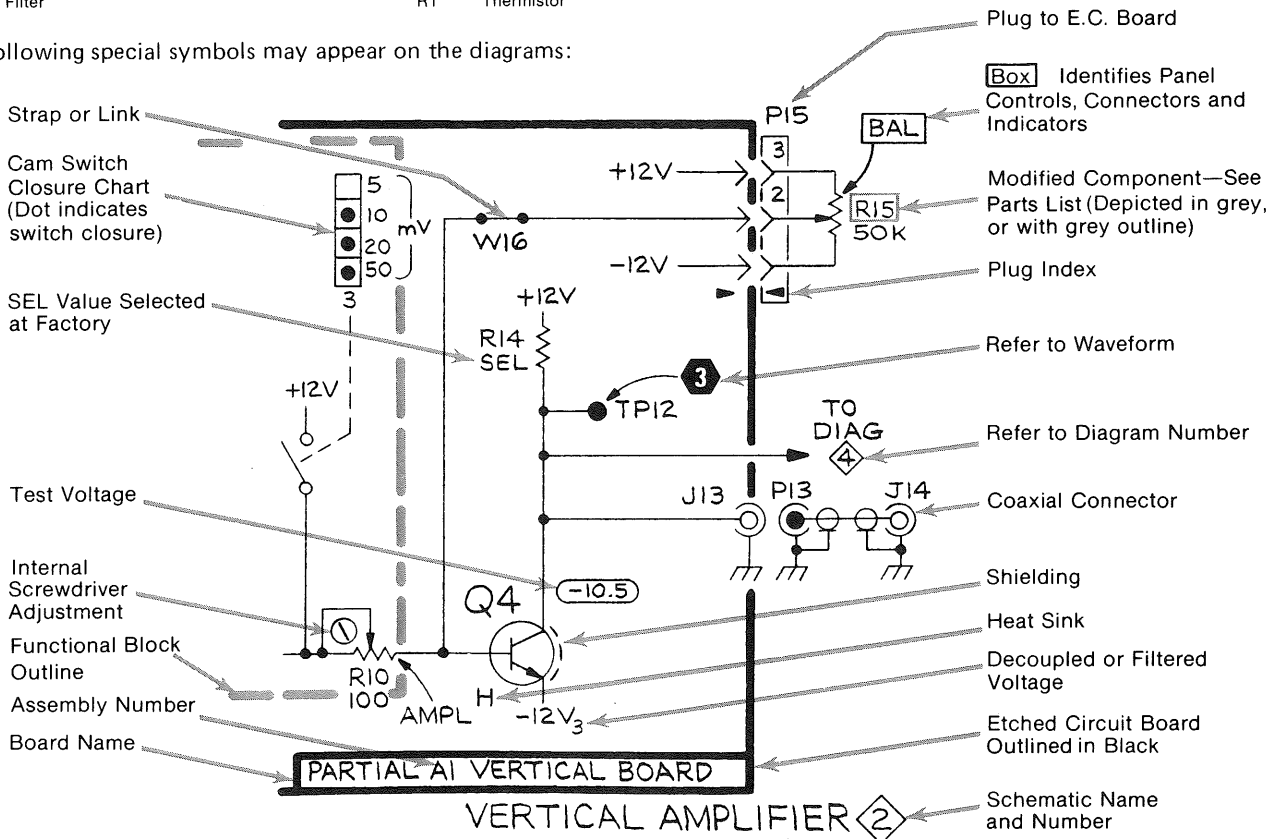 Filter
RT Thermistor
ollowing special symbols may appear on the diagrams:
Plug to E.C. Board
Box Identifies Panel
Controls, Connectors and
Indicators
Modified Component—See
Parts List (Depicted in grey,
or with grey outline)
Plug Index
Refer to Waveform
Refer to Diagram Number
Coaxial Connector
Shielding
Heat Sink
Decoupled or Filtered
Voltage
Etched Circuit Board
Outlined in Black
Schematic Name
and Number
Strap or Link
Cam Switch
Closure Chart
(Dot indicates
switch closure)
SEL Value Selected
at Factory
Test Voltage
Internal
Screwdriver
Adjustment
Functional Block
Outline
Assembly Number
Board Name
P15
BAL
3
2
+12V
R15
50K
-12V
5
10
20
50
mV
3
W16
+12V
R14
SEL
3
TP12
TO
DIAG
4
+12V
J13
P13
J14
-10.5
Q4
R10
100
AMPL
H
-12V3
PARTIAL A1 VERTICAL BOARD
VERTICAL AMPLIFIER 2